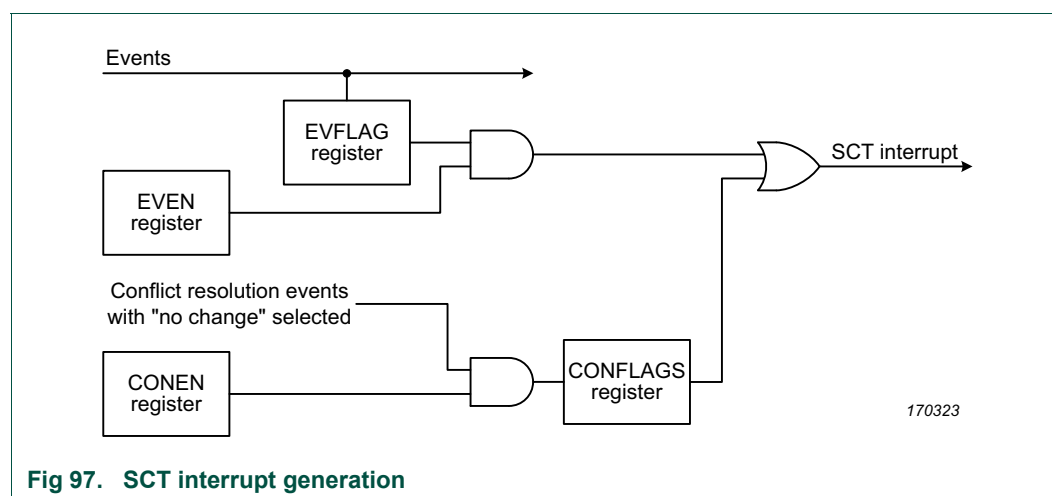 Events
EVFLAG
register
SCT interrupt
EVEN
register
Conflict resolution events
with "no change" selected
CONEN
register
CONFLAGS
register
170323
Fig 97. SCT interrupt generation